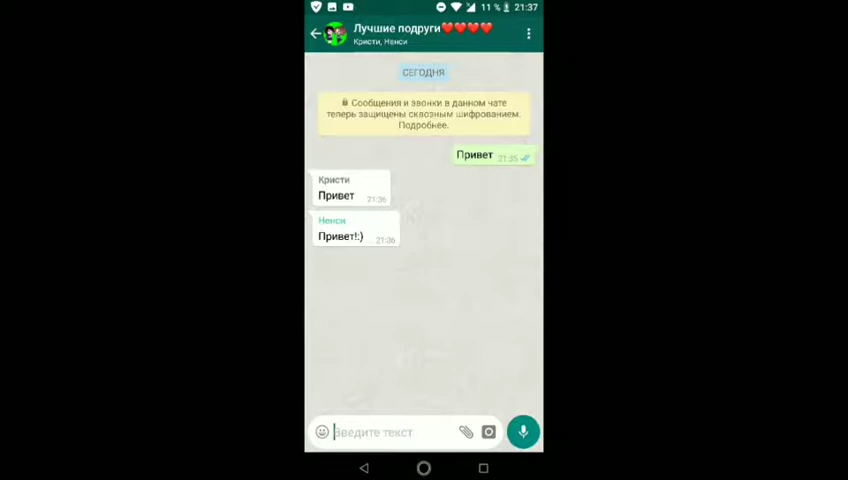 11 % 21:37
Лучшие подруги❤❤❤❤
Кристи, Ненси
СЕГОДНЯ
Сообщения и звонки в данном чате
теперь защищены сквозным шифрованием.
Подробнее.
Привет 21:35
Кристи
Привет 21:36
Ненси
Привет!:) 21:36
Введите текст